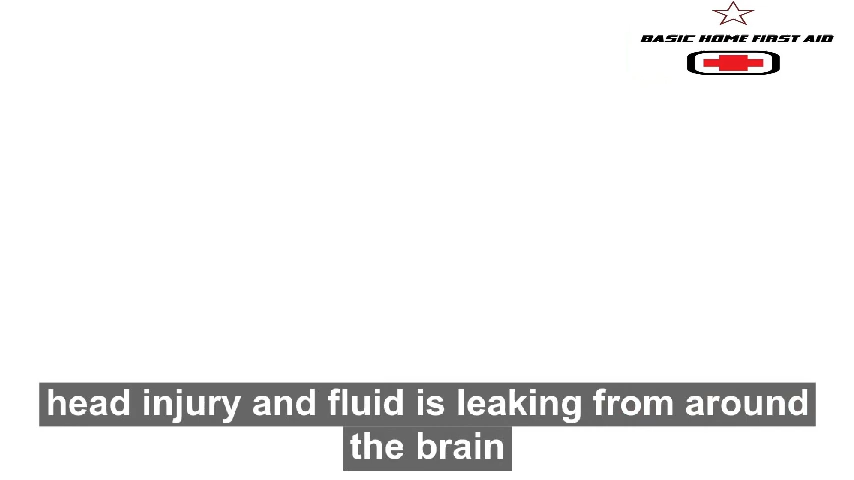 BASIC HOME FIRST AID
head injury and fluid is leaking from around
the brain